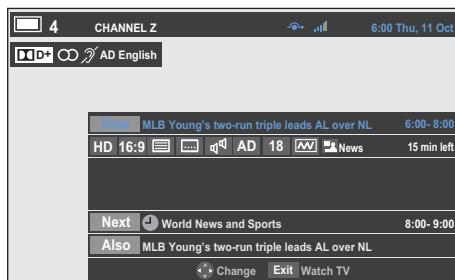 4 CHANNEL Z 6:00 Thu, 11 Oct
D+ AD English
Now MLB Young's two-run triple leads AL over NL 6:00- 8:00
HD 16:9 AD 18 News 15 min left
Next World News and Sports 8:00- 9:00
Also MLB Young's two-run triple leads AL over NL
Change Exit Watch TV